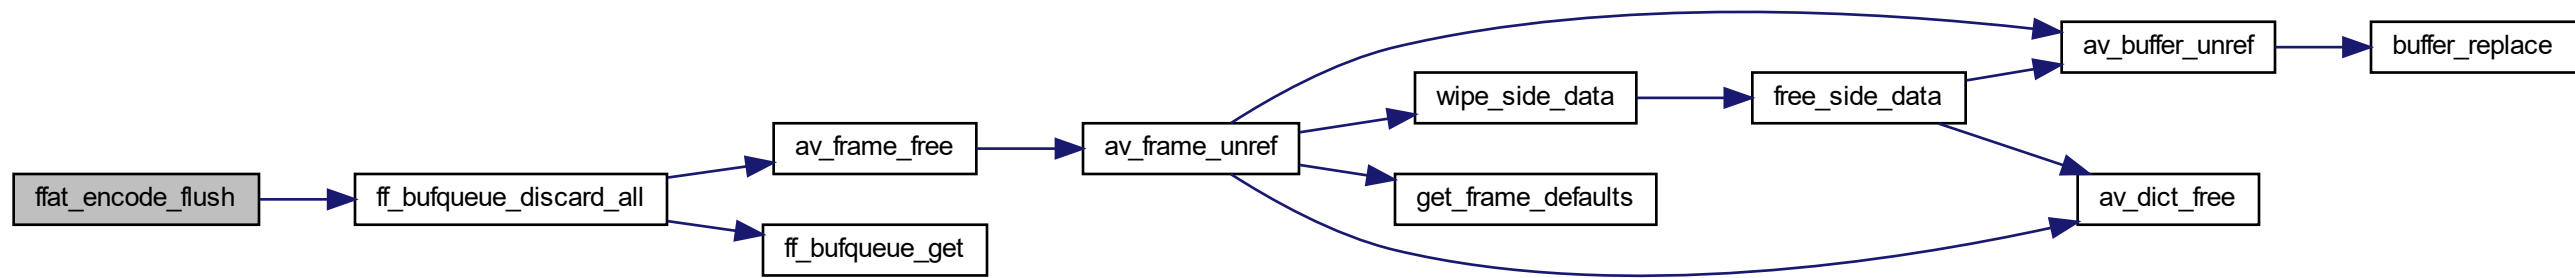 ffat_encode_flush
ff_bufqueue_discard_all
av_frame_free
ff_bufqueue_get
av_frame_unref
wipe_side_data
get_frame_defaults
free_side_data
av_buffer_unref
av_dict_free
buffer_replace